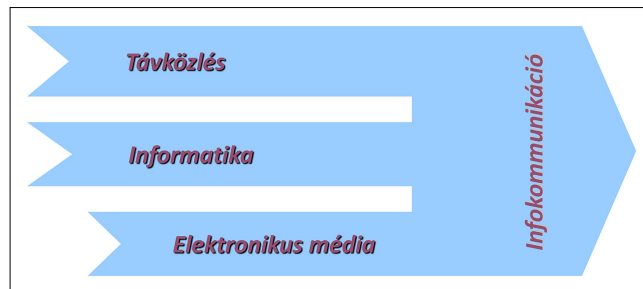 Távközlés
Informatika
Elektronikus média
Infokommunikáció